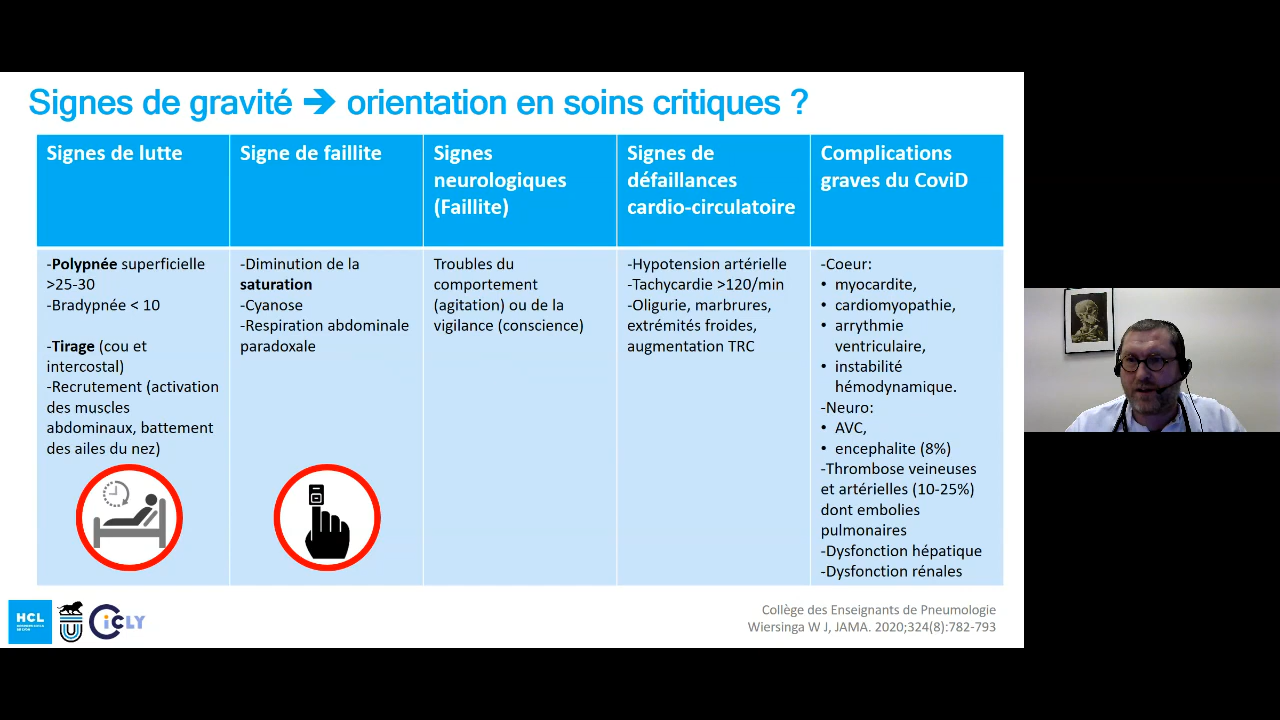 Signes de gravité ➔ orientation en soins critiques ?
Signes de lutte
Signe de faillite
Signes
neurologiques
(Faillite)
Signes de
défaillances
cardio-circulatoire
Complications
graves du CoviD
-Polypnée superficielle
>25-30
-Bradypnée < 10
-Tirage (cou et
intercostal)
-Recrutement (activation
des muscles
abdominaux, battement
des ailes du nez)
-Diminution de la
saturation
-Cyanose
-Respiration abdominale
paradoxale
Troubles du
comportement
(agitation) ou de la
vigilance (conscience)
-Hypotension artérielle
-Tachycardie >120/min
-Oligurie, marbrures,
extrémités froides,
augmentation TRC
-Coeur:
• myocardite,
• cardiomyopathie,
• arrythmie
ventriculaire,
• instabilité
hémodynamique.
-Neuro:
• AVC,
• encephalite (8%)
-Thrombose veineuses
et artérielles (10-25%)
dont embolies
pulmonaires
-Dysfonction hépatique
-Dysfonction rénales
HCL
CiCLY
Collège des Enseignants de Pneumologie
Wiersinga W J, JAMA. 2020;324(8):782-793